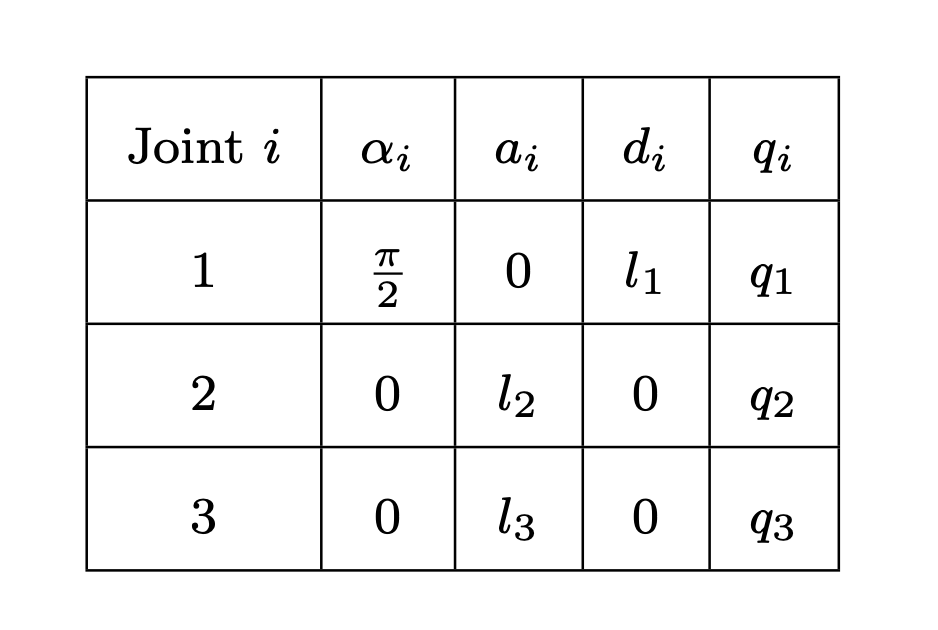 Joint i αᵢ aᵢ dᵢ qᵢ
1 π/2 0 l₁ q₁
2 0 l₂ 0 q₂
3 0 l₃ 0 q₃